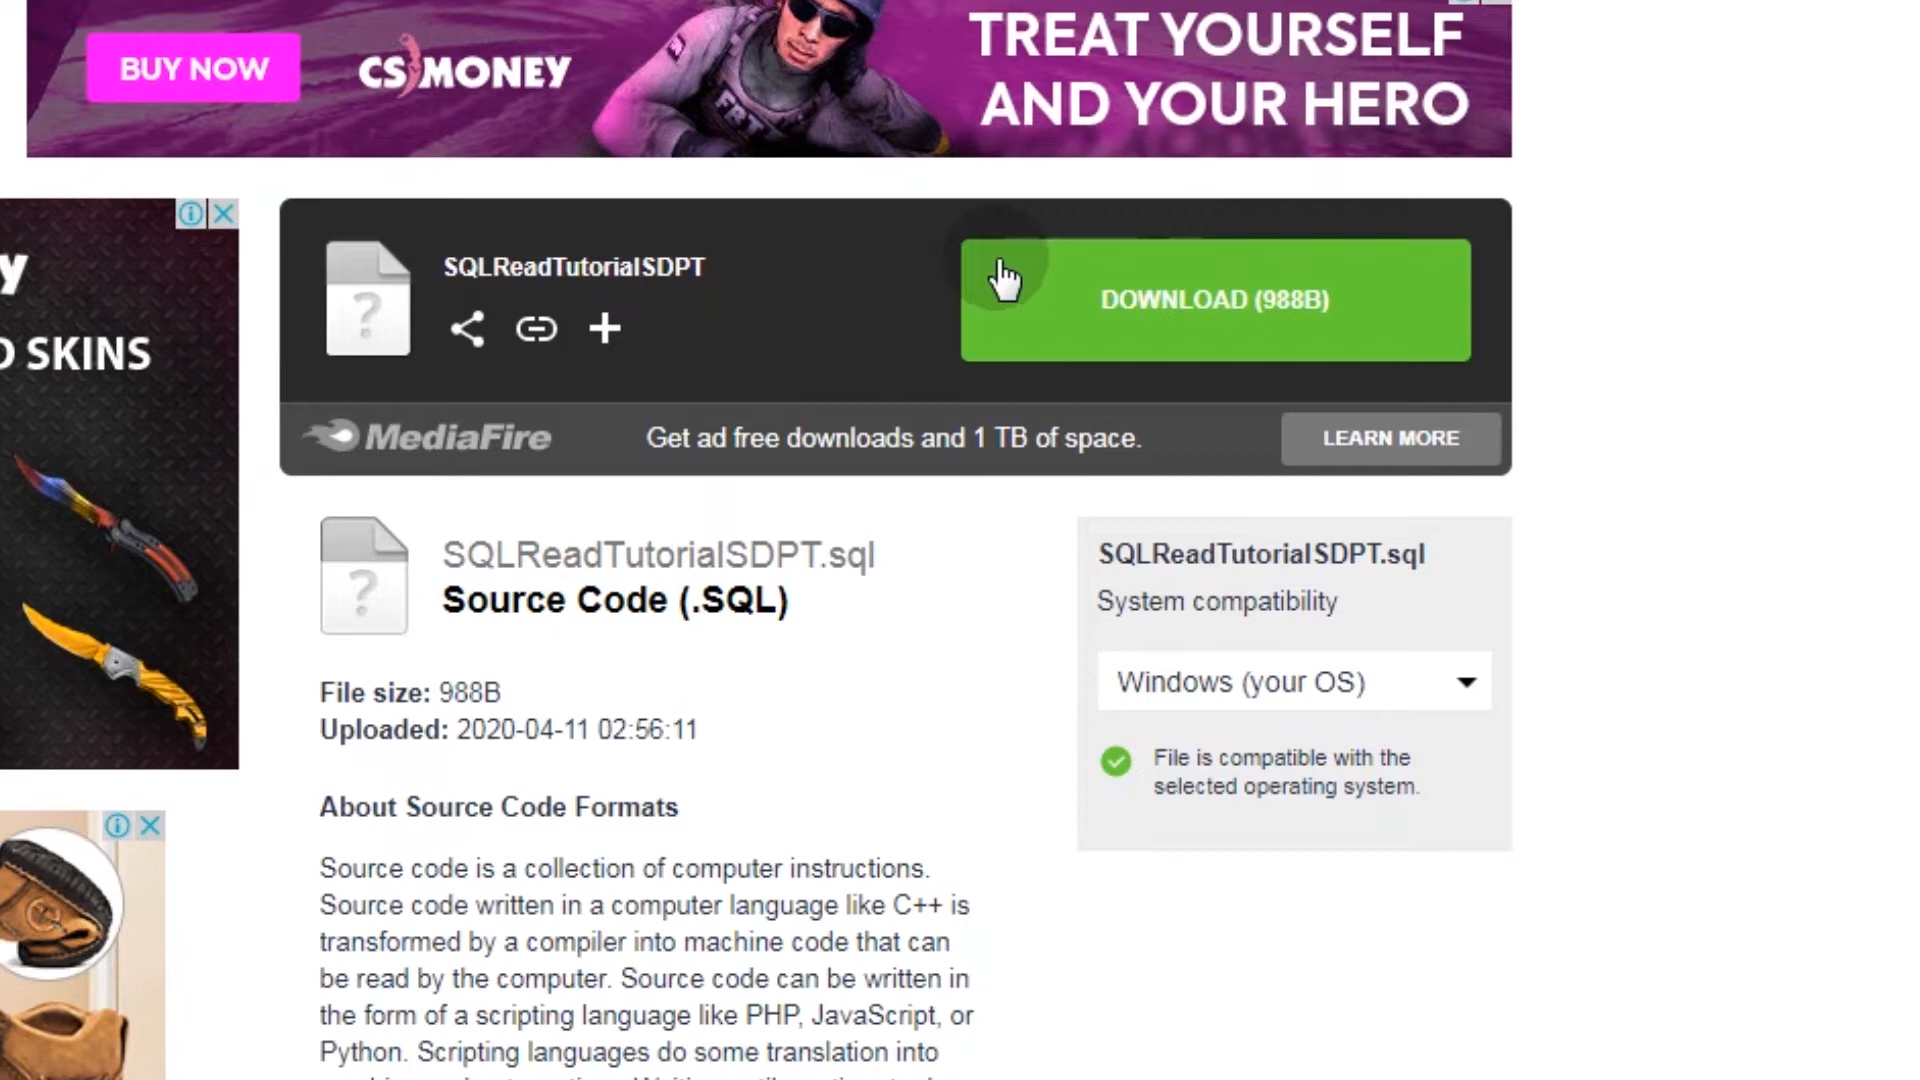 BUY NOW
CS MONEY
TREAT YOURSELF
AND YOUR HERO
FBI
y
SKINS
SQLReadTutorialSDPT
DOWNLOAD (988B)
MediaFire
Get ad free downloads and 1 TB of space.
LEARN MORE
SQLReadTutorialSDPT.sql
Source Code (.SQL)
File size: 988B
Uploaded: 2020-04-11 02:56:11
About Source Code Formats
Source code is a collection of computer instructions.
Source code written in a computer language like C++ is
transformed by a compiler into machine code that can
be read by the computer. Source code can be written in
the form of a scripting language like PHP, JavaScript, or
Python. Scripting languages do some translation into
SQLReadTutorialSDPT.sql
System compatibility
Windows (your OS)
File is compatible with the
selected operating system.